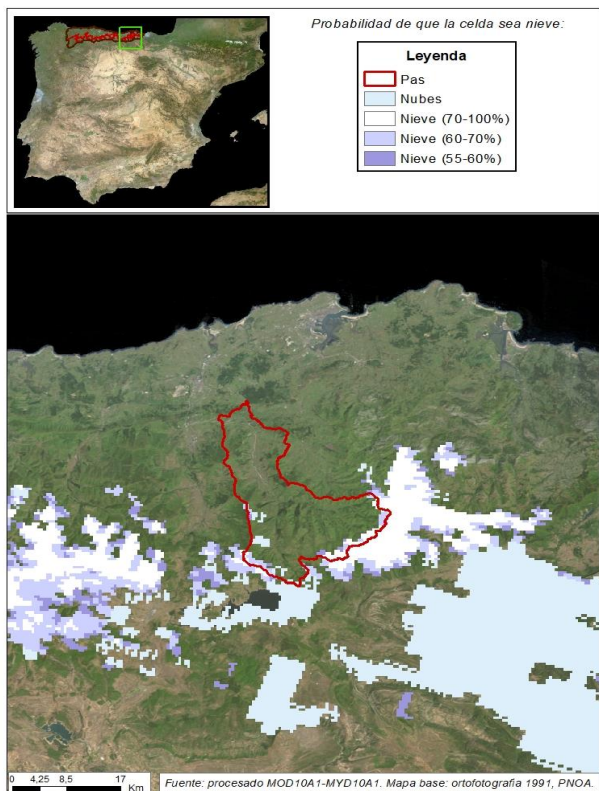 Probabilidad de que la celda sea nieve:
Leyenda
Pas
Nubes
Nieve (70-100%)
Nieve (60-70%)
Nieve (55-60%)
0 4,25 8,5 17
Km
Fuente: procesado MOD10A1-MYD10A1. Mapa base: ortofotografia 1991, PNOA.